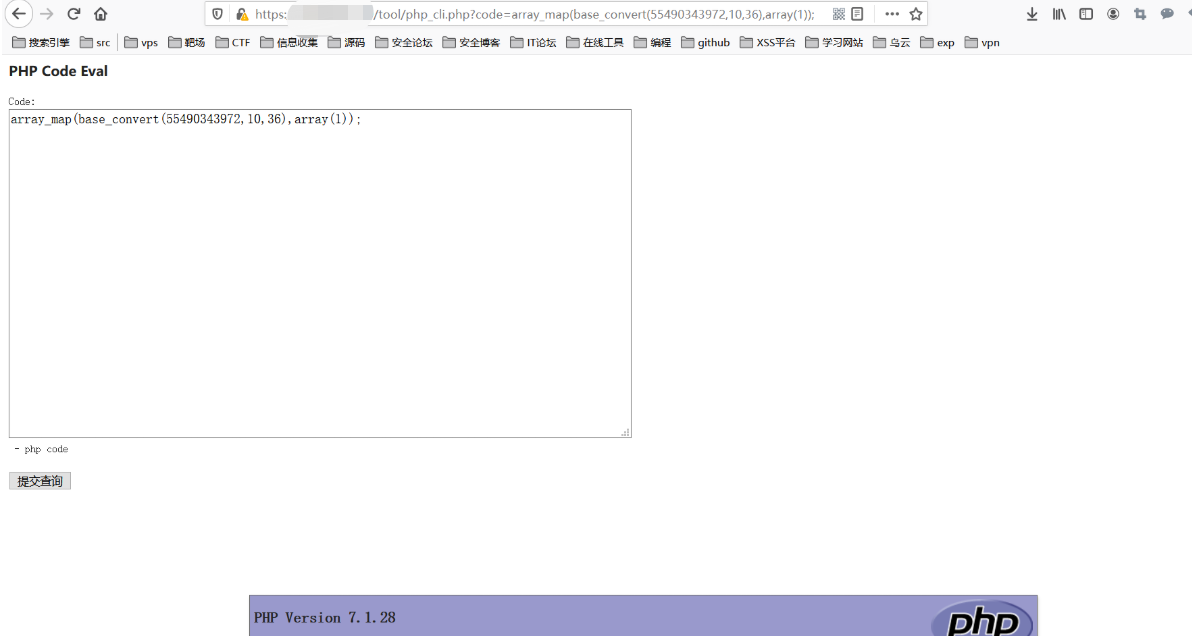 https:/tool/php_cli.php?code=array_map(base_convert(55490343972,10,36),array(1));
搜索引擎 src vps 靶场 CTF 信息收集 源码 安全论坛 安全博客 IT论坛 在线工具 编程 github XSS平台 学习网站 乌云 exp vpn
PHP Code Eval
Code:
array_map(base_convert(55490343972,10,36),array(1));
- php code
提交查询
PHP Version 7.1.28
php